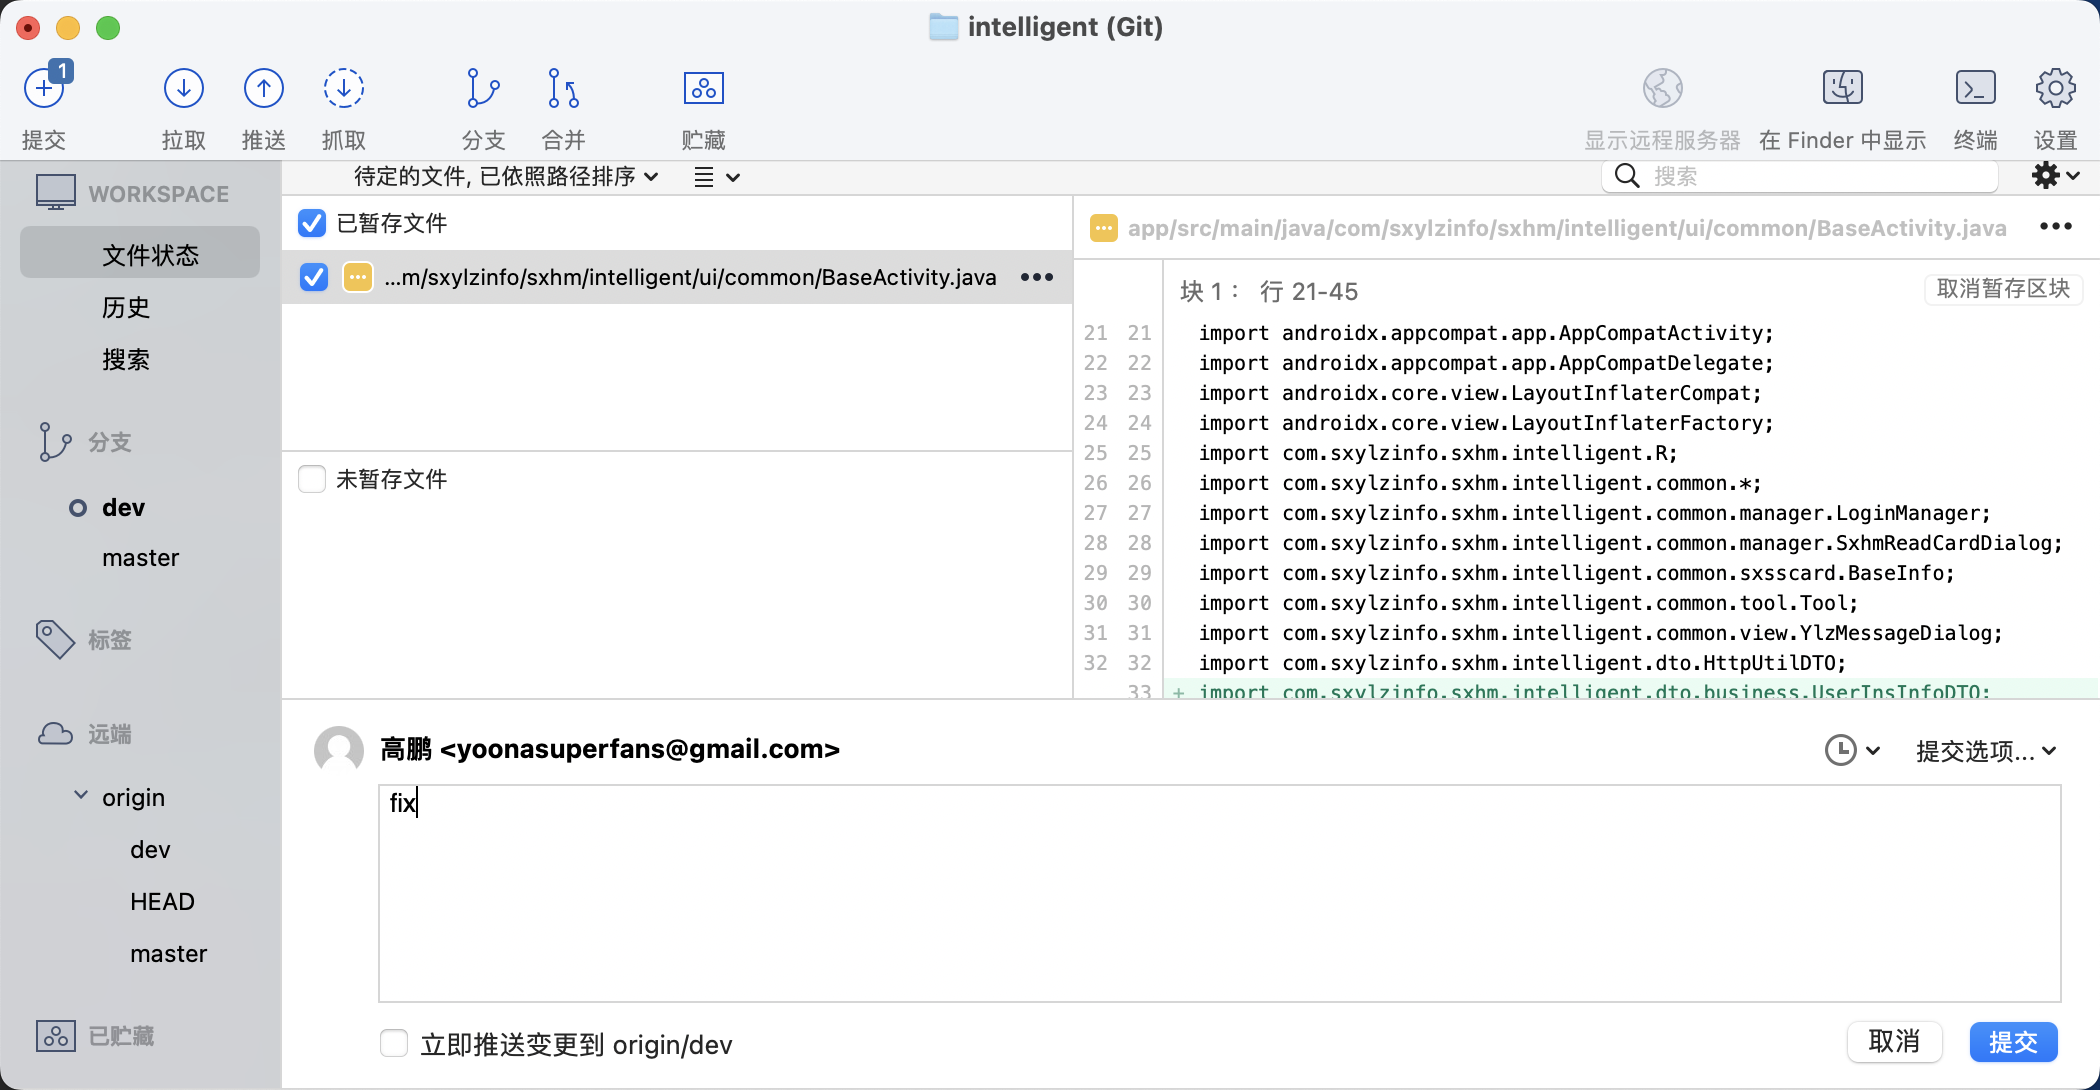 intelligent (Git)
1
提交
拉取
推送
抓取
分支
合并
贮藏
显示远程服务器
在 Finder 中显示
终端
设置
WORKSPACE
文件状态
历史
搜索
分支
dev
master
标签
远端
origin
dev
HEAD
master
已贮藏
待定的文件, 已依照路径排序
搜索
已暂存文件
...m/sxylzinfo/sxhm/intelligent/ui/common/BaseActivity.java
未暂存文件
app/src/main/java/com/sxylzinfo/sxhm/intelligent/ui/common/BaseActivity.java
块 1： 行 21-45
取消暂存区块
21 21 import androidx.appcompat.app.AppCompatActivity;
22 22 import androidx.appcompat.app.AppCompatDelegate;
23 23 import androidx.core.view.LayoutInflaterCompat;
24 24 import androidx.core.view.LayoutInflaterFactory;
25 25 import com.sxylzinfo.sxhm.intelligent.R;
26 26 import com.sxylzinfo.sxhm.intelligent.common.*;
27 27 import com.sxylzinfo.sxhm.intelligent.common.manager.LoginManager;
28 28 import com.sxylzinfo.sxhm.intelligent.common.manager.SxhmReadCardDialog;
29 29 import com.sxylzinfo.sxhm.intelligent.common.sxsscard.BaseInfo;
30 30 import com.sxylzinfo.sxhm.intelligent.common.tool.Tool;
31 31 import com.sxylzinfo.sxhm.intelligent.common.view.YlzMessageDialog;
32 32 import com.sxylzinfo.sxhm.intelligent.dto.HttpUtilDTO;
33 + import com.sxylzinfo.sxhm.intelligent.dto.business.UserInsInfoDTO;
高鹏 <yoonasuperfans@gmail.com>
提交选项...
fix
立即推送变更到 origin/dev
取消
提交